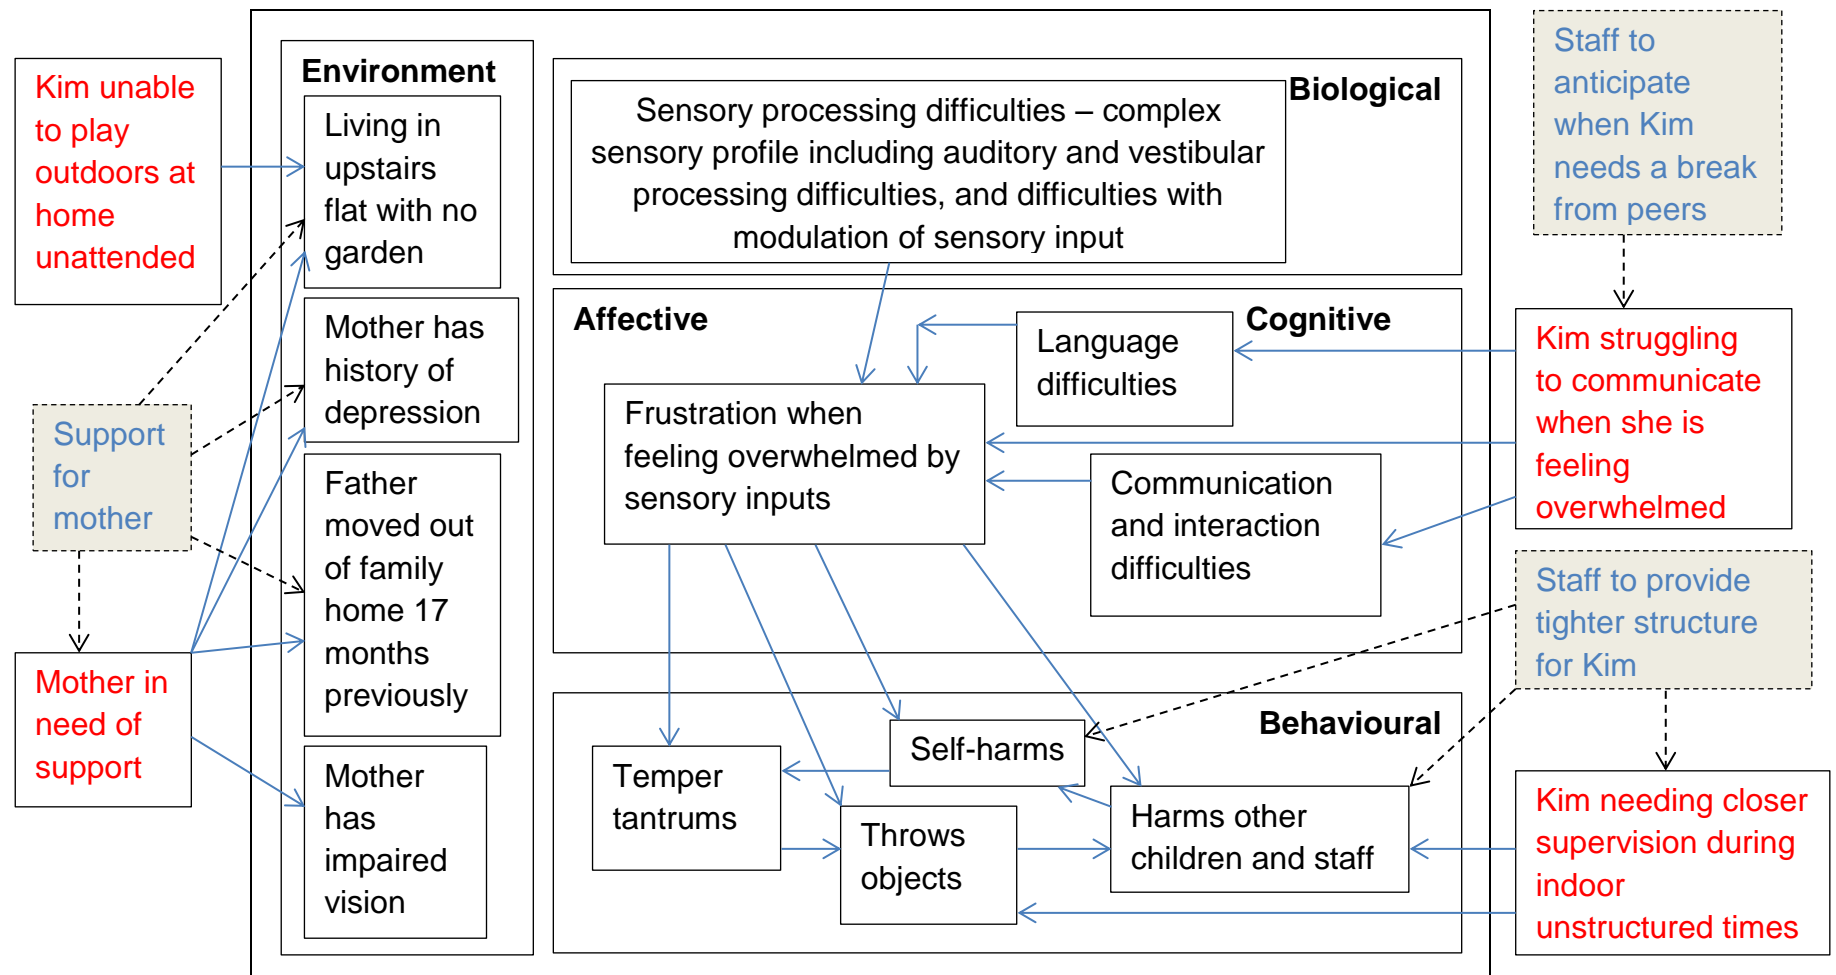 Kim unable
to play
outdoors at
home
unattended
Support
for
mother
Mother in
need of
support
Environment
Living in
upstairs
flat with no
garden
Mother has
history of
depression
Father
moved out
of family
home 17
months
previously
Mother
has
impaired
vision
Biological
Sensory processing difficulties – complex
sensory profile including auditory and vestibular
processing difficulties, and difficulties with
modulation of sensory input
Affective
Cognitive
Language
difficulties
Frustration when
feeling overwhelmed by
sensory inputs
Communication
and interaction
difficulties
Behavioural
Self-harms
Temper
tantrums
Throws
objects
Harms other
children and staff
Staff to
anticipate
when Kim
needs a break
from peers
Kim struggling
to communicate
when she is
feeling
overwhelmed
Staff to provide
tighter structure
for Kim
Kim needing closer
supervision during
indoor
unstructured times